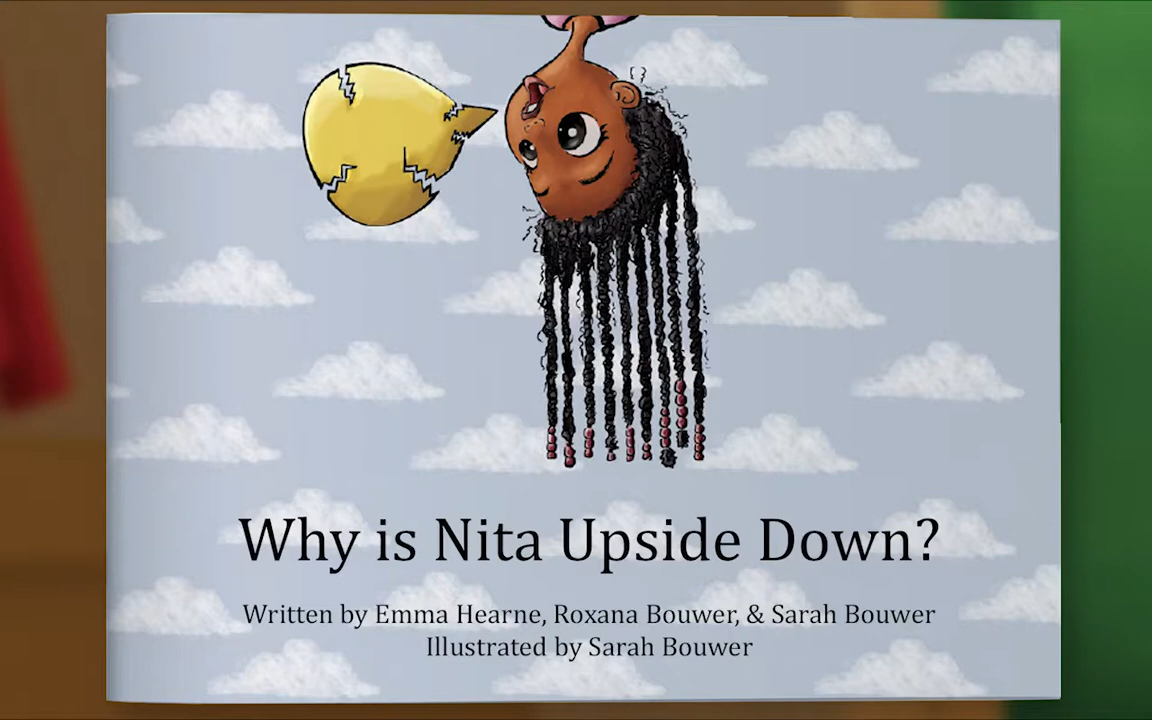 Why is Nita Upside Down?
Written by Emma Hearne, Roxana Bouwer, & Sarah Bouwer
Illustrated by Sarah Bouwer